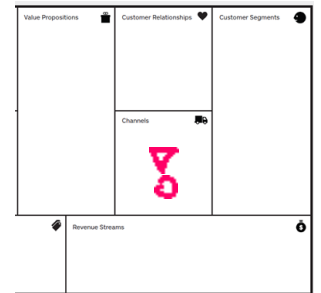 Value Propositions
Customer Relationships
Customer Segments
Channels
Revenue Streams